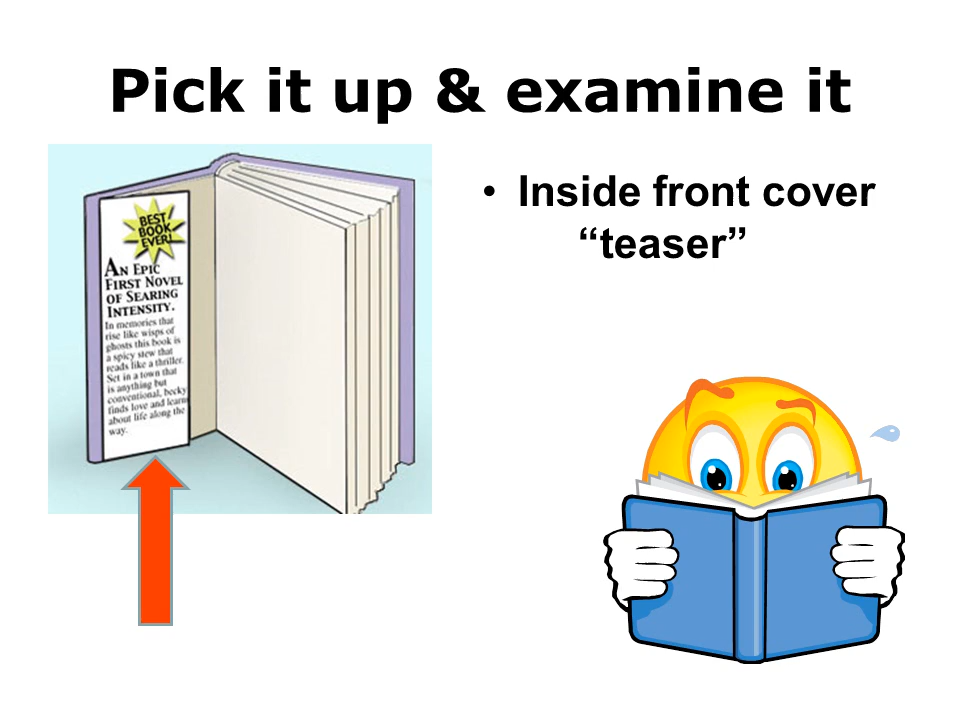 Pick it up & examine it
BEST
BOOK
EVER!
AN EPIC
FIRST NOVEL
OF SEARING
INTENSITY.
In memories that
rise like wisps of
ghosts this book is
a spicy stew that
reads like a thriller.
Set in a town that
is anything but
conventional, becky
finds love and learns
about life along the
way.
• Inside front cover
“teaser”